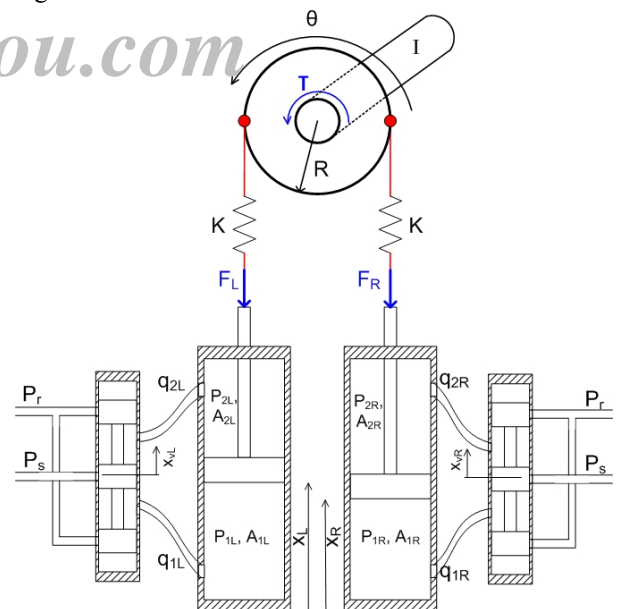 θ
I
ou.com
T
R
K
K
F_L
F_R
P_r
q_2L
P_2L,
A_2L
P_2R,
A_2R
q_2R
P_r
P_s
x_vL
x_vR
P_s
x_L
x_R
P_1L, A_1L
P_1R, A_1R
q_1L
q_1R